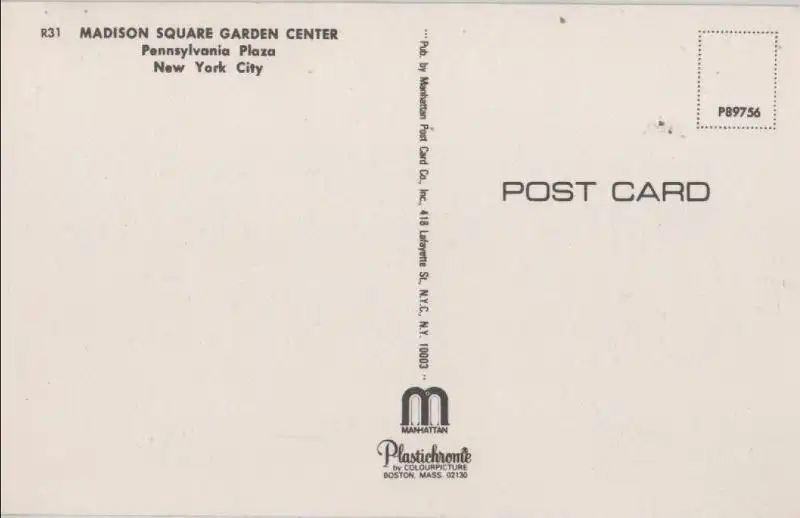 R31 MADISON SQUARE GARDEN CENTER
Pennsylvania Plaza
New York City
Pub. by Manhattan Post Card Co., Inc., 418 Lafayette St., N.Y.C., N.Y. 10003
P89756
POST CARD
m
MANHATTAN
Plastichrome
by COLOURPICTURE
BOSTON, MASS. 02130